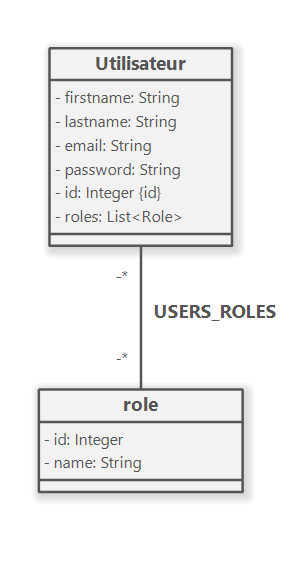 Utilisateur
- firstname: String
- lastname: String
- email: String
- password: String
- id: Integer {id}
- roles: List<Role>
-*
USERS_ROLES
-*
role
- id: Integer
- name: String